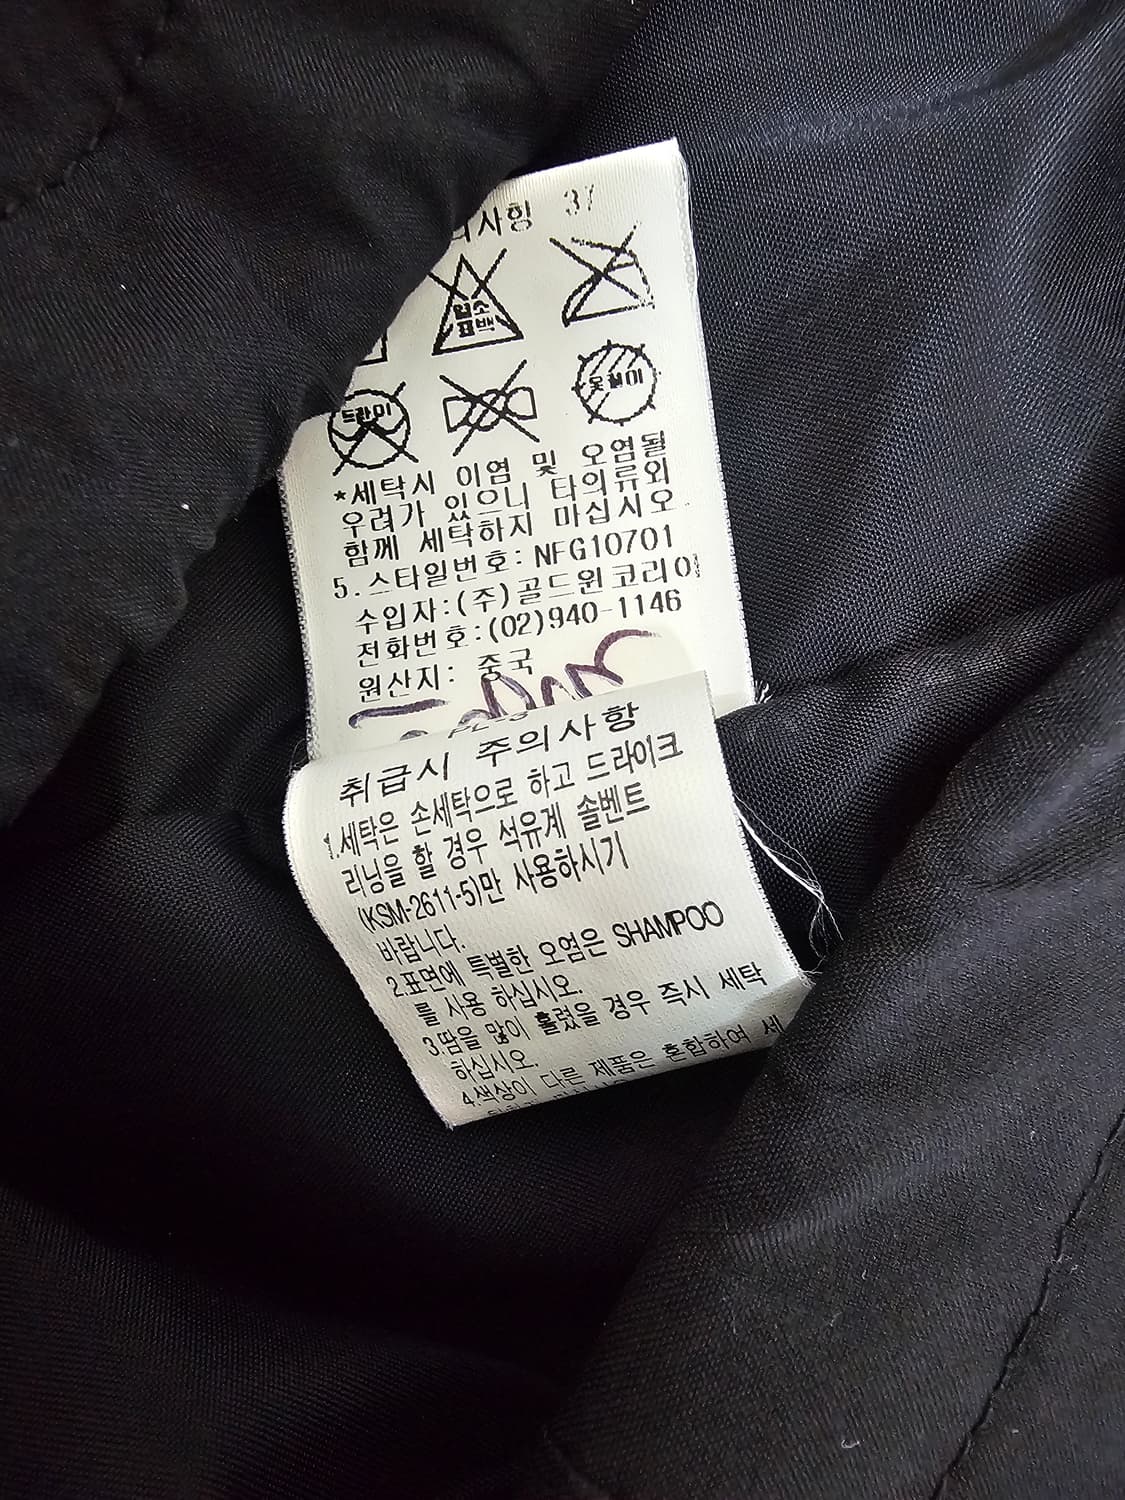 사항 37
염소
표백
드라이
옷걸이
*세탁시 이염 및 오염될
우려가 있으니 타의류와
함께 세탁하지 마십시오
5.스타일번호: NFG10701
수입자:(주)골드윈코리아
전화번호:(02)940-1146
원산지: 중국
취급시 주의사항
1.세탁은 손세탁으로 하고 드라이크
리닝을 할 경우 석유계 솔벤트
(KSM-2611-5)만 사용하시기
바랍니다.
2.표면에 특별한 오염은 SHAMPOO
를 사용 하십시오.
3.땀을 많이 흘렸을 경우 즉시 세탁
하십시오.
4.색상이 다른 제품은 혼합하여 세